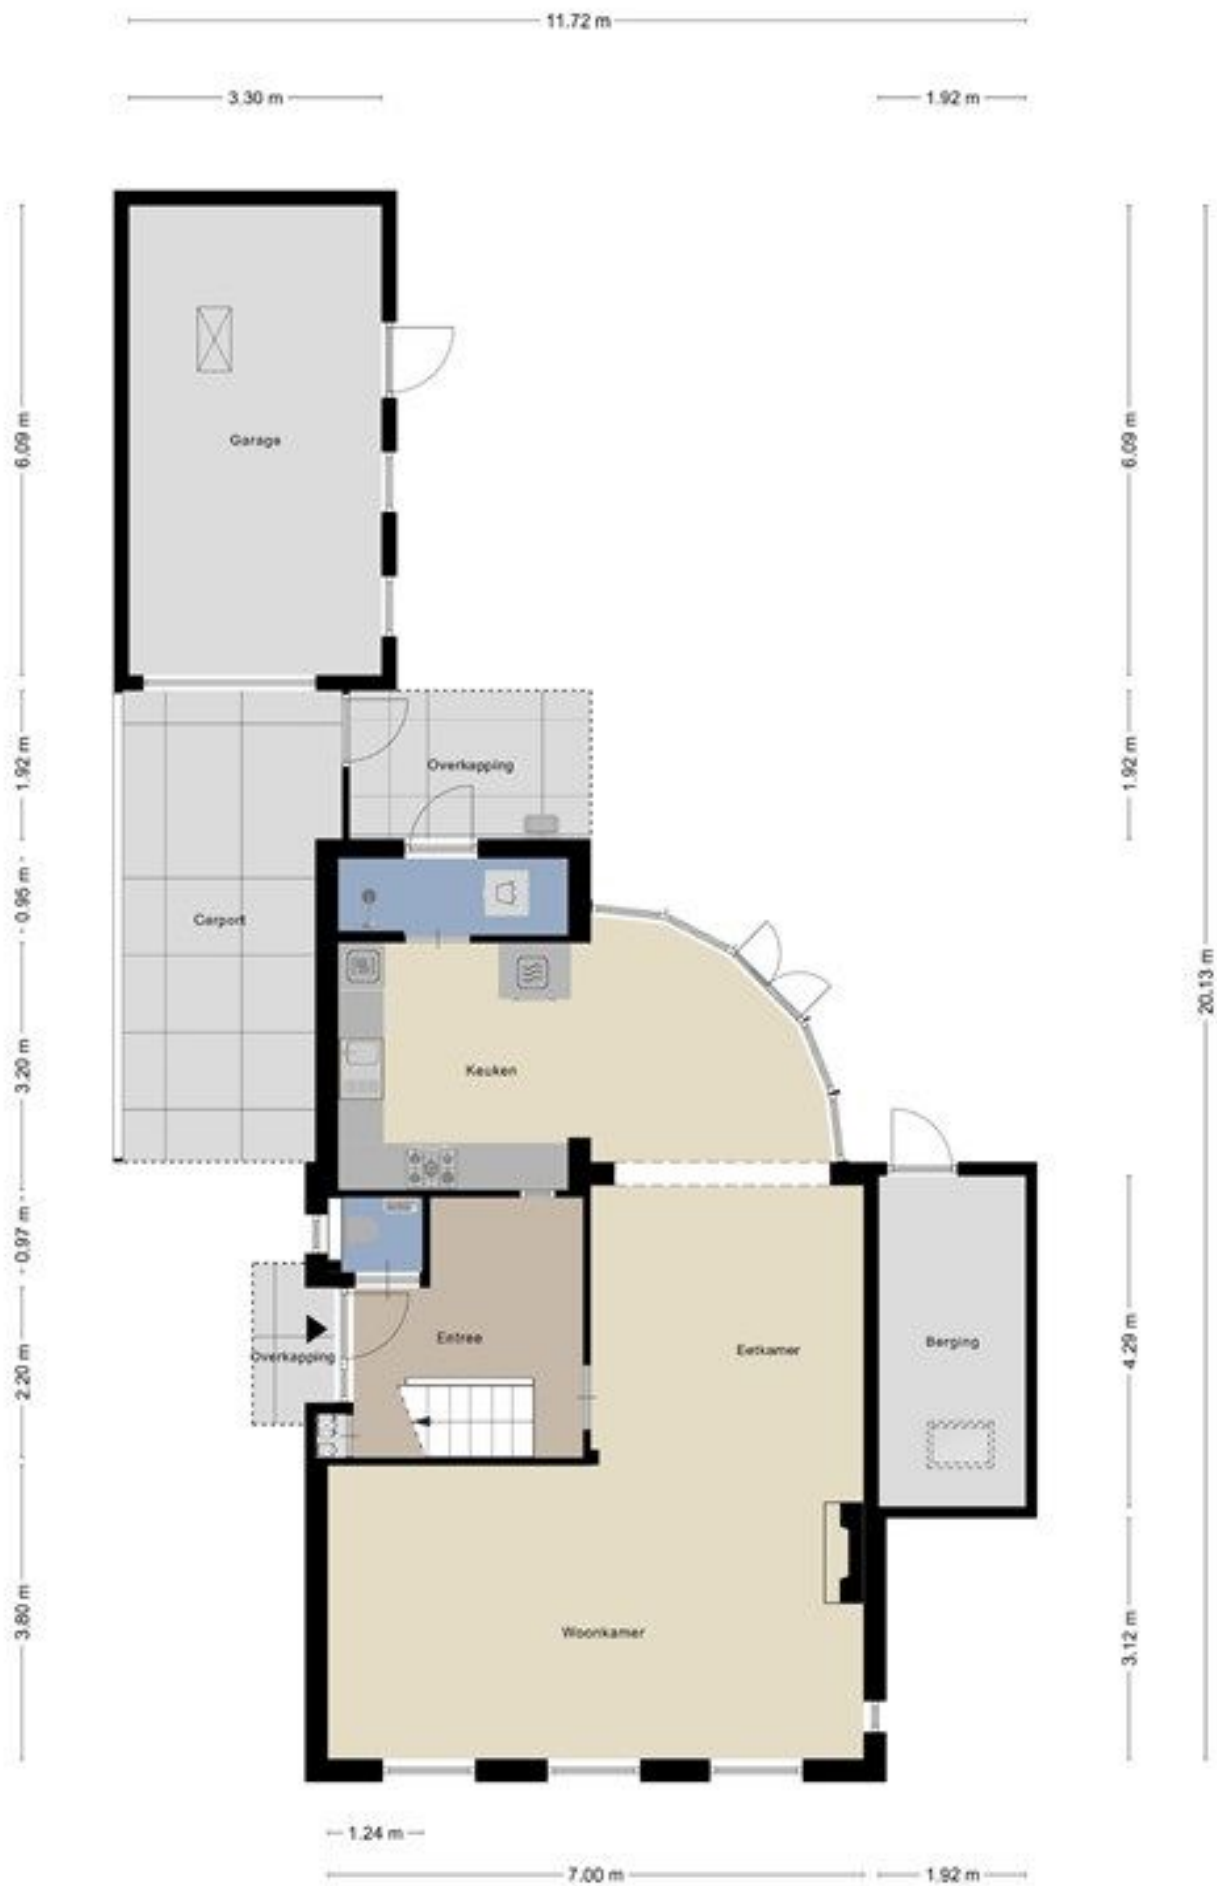 11.72 m
3.30 m
1.92 m
6.09 m
6.09 m
Garage
1.92 m
Overkapping
1.92 m
0.95 m
Carport
20.13 m
3.20 m
Keuken
0.97 m
Entree
Overkapping
2.20 m
Eetkamer
Berging
4.29 m
3.80 m
Woonkamer
3.12 m
1.24 m
7.00 m
1.92 m